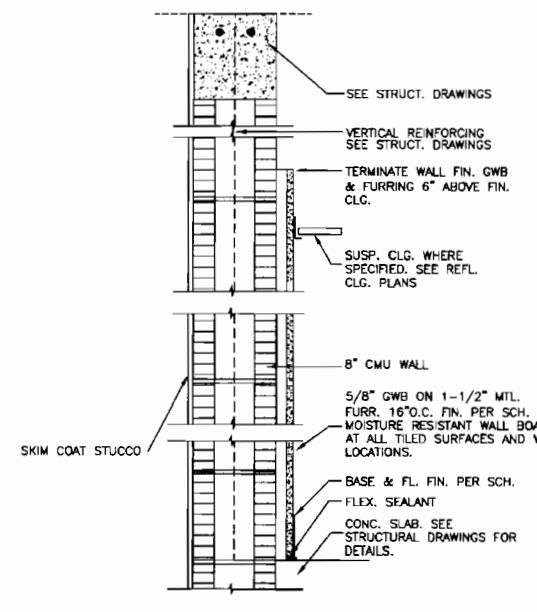 SEE STRUCT. DRAWINGS
VERTICAL REINFORCING
SEE STRUCT. DRAWINGS
TERMINATE WALL FIN. GWB
& FURRING 6" ABOVE FIN.
CLG.
SUSP. CLG. WHERE
SPECIFIED. SEE REFL.
CLG. PLANS
8" CMU WALL
5/8" GWB ON 1-1/2" MTL.
FURR. 16"O.C. FIN. PER SCH.
MOISTURE RESISTANT WALL
AT ALL TILED SURFACES AND
LOCATIONS.
SKIM COAT STUCCO
BASE & FL. FIN. PER SCH.
FLEX. SEALANT
CONC. SLAB. SEE
STRUCTURAL DRAWINGS FOR
DETAILS.